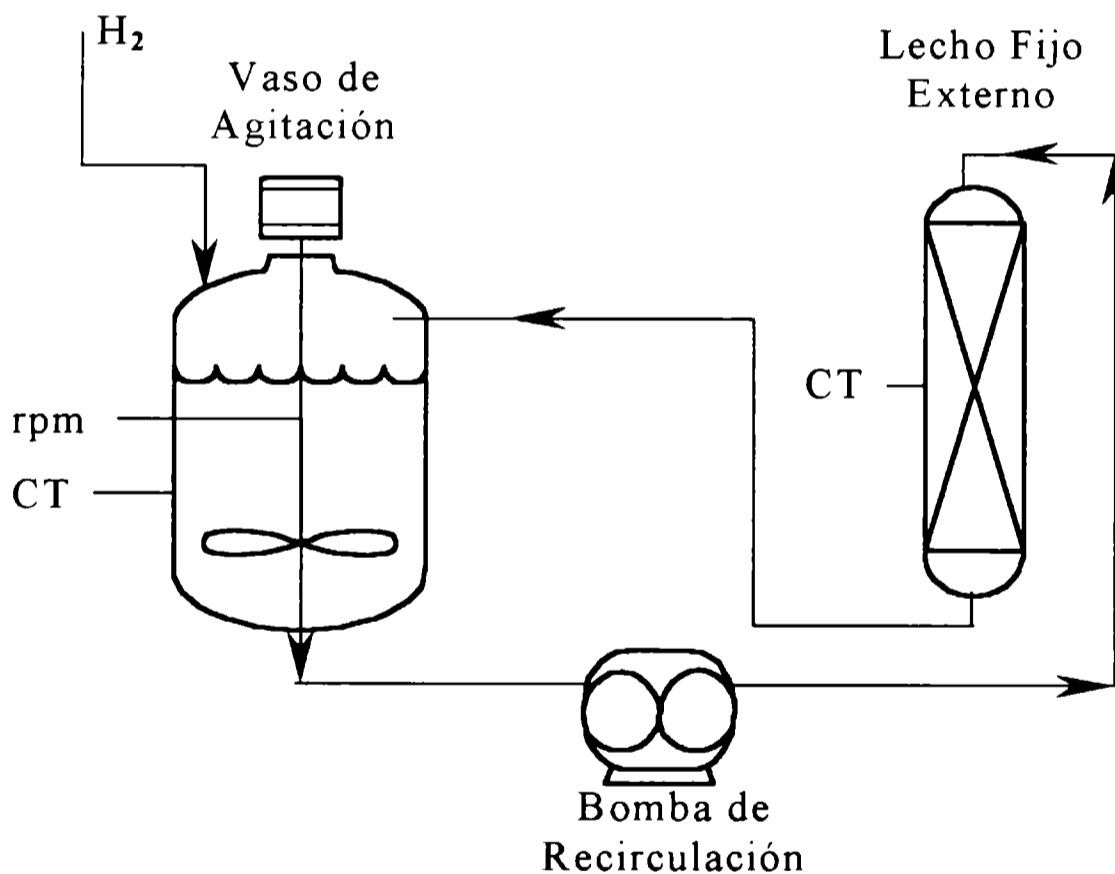 H₂
Vaso de
Agitación
Lecho Fijo
Externo
rpm
CT
CT
Bomba de
Recirculación